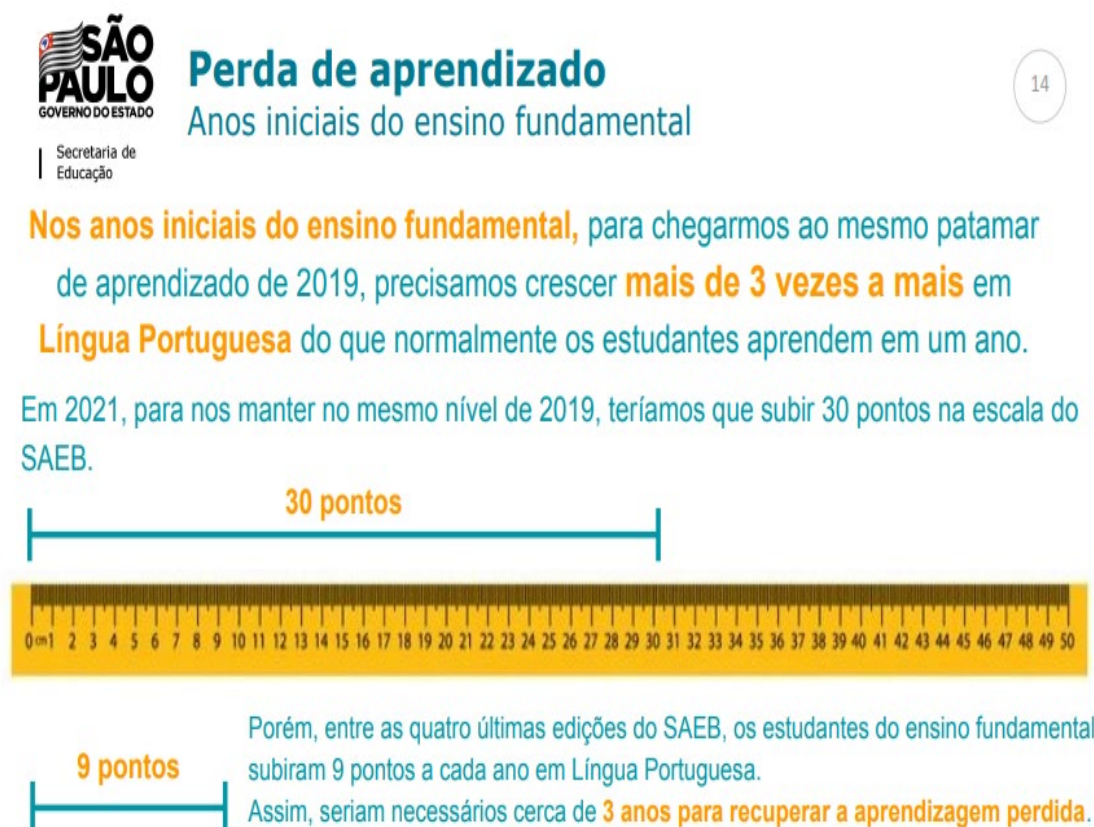 SÃO
PAULO
GOVERNO DO ESTADO
Secretaria de
Educação
Perda de aprendizado
Anos iniciais do ensino fundamental
14
Nos anos iniciais do ensino fundamental, para chegarmos ao mesmo patamar
de aprendizado de 2019, precisamos crescer mais de 3 vezes a mais em
Língua Portuguesa do que normalmente os estudantes aprendem em um ano.
Em 2021, para nos manter no mesmo nível de 2019, teríamos que subir 30 pontos na escala do
SAEB.
30 pontos
0 cm 1 2 3 4 5 6 7 8 9 10 11 12 13 14 15 16 17 18 19 20 21 22 23 24 25 26 27 28 29 30 31 32 33 34 35 36 37 38 39 40 41 42 43 44 45 46 47 48 49 50
9 pontos
Porém, entre as quatro últimas edições do SAEB, os estudantes do ensino fundamental
subiram 9 pontos a cada ano em Língua Portuguesa.
Assim, seriam necessários cerca de 3 anos para recuperar a aprendizagem perdida.